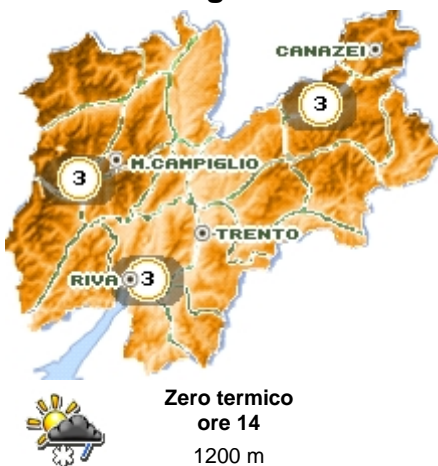 CANAZEI
3
M.CAMPIGLIO
3
TRENTO
RIVA
3
Zero termico
ore 14
1200 m